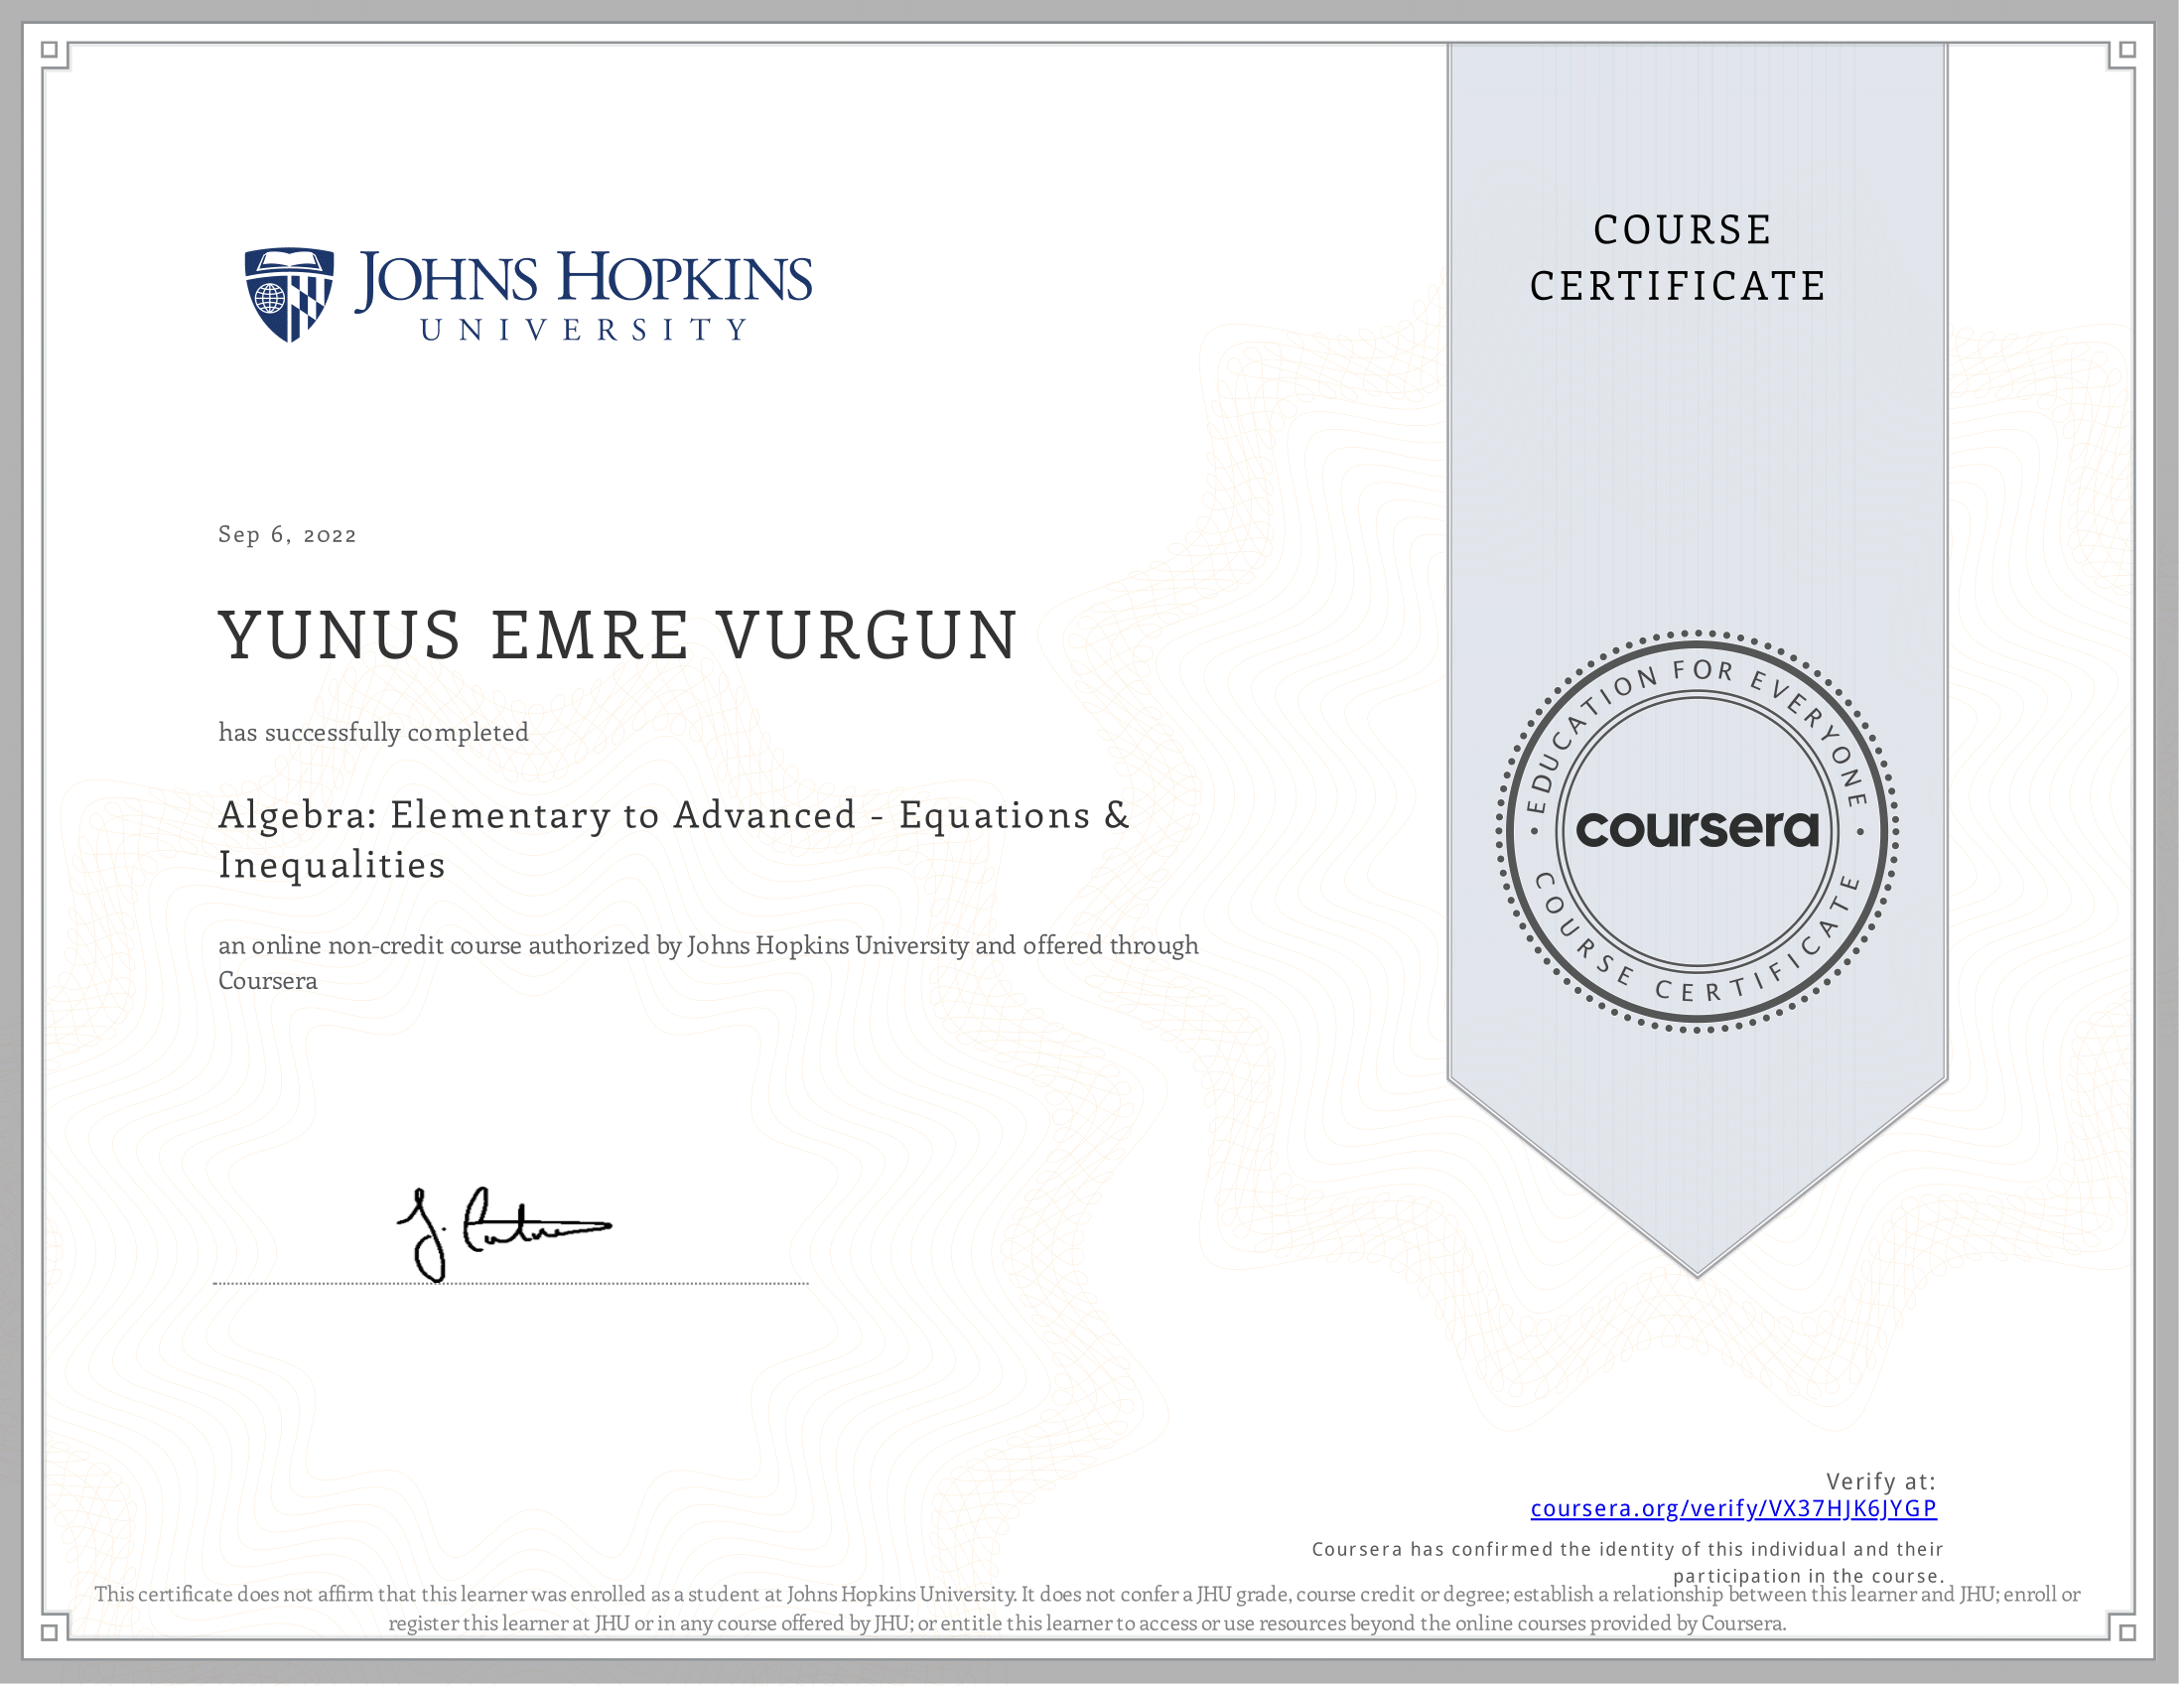 JOHNS HOPKINS
UNIVERSITY
COURSE
CERTIFICATE
Sep 6, 2022
YUNUS EMRE VURGUN
has successfully completed
Algebra: Elementary to Advanced - Equations &
Inequalities
an online non-credit course authorized by Johns Hopkins University and offered through
Coursera
EDUCATION FOR EVERYONE
coursera
COURSE CERTIFICATE
Verify at:
coursera.org/verify/VX37HJK6JYGP
Coursera has confirmed the identity of this individual and their
participation in the course.
This certificate does not affirm that this learner was enrolled as a student at Johns Hopkins University. It does not confer a JHU grade, course credit or degree; establish a relationship between this learner and JHU; enroll or
register this learner at JHU or in any course offered by JHU; or entitle this learner to access or use resources beyond the online courses provided by Coursera.